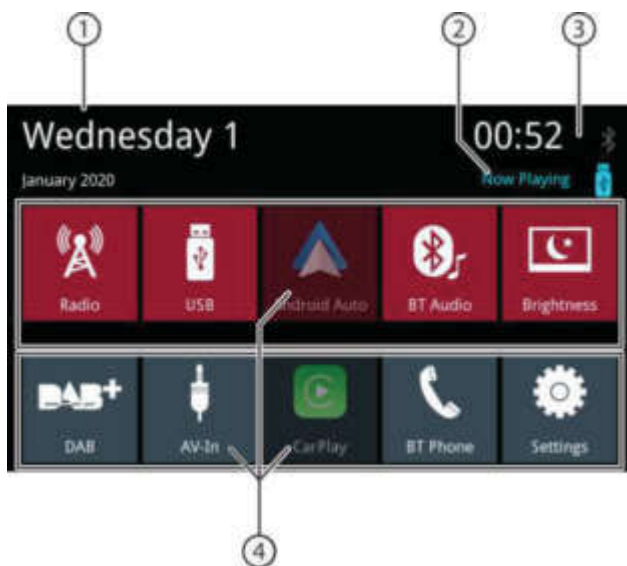 1 2 3
Wednesday 1 00:52
January 2020 Now Playing
Radio USB Android Auto BT Audio Brightness
DAB+
DAB AV-In CarPlay BT Phone Settings
4